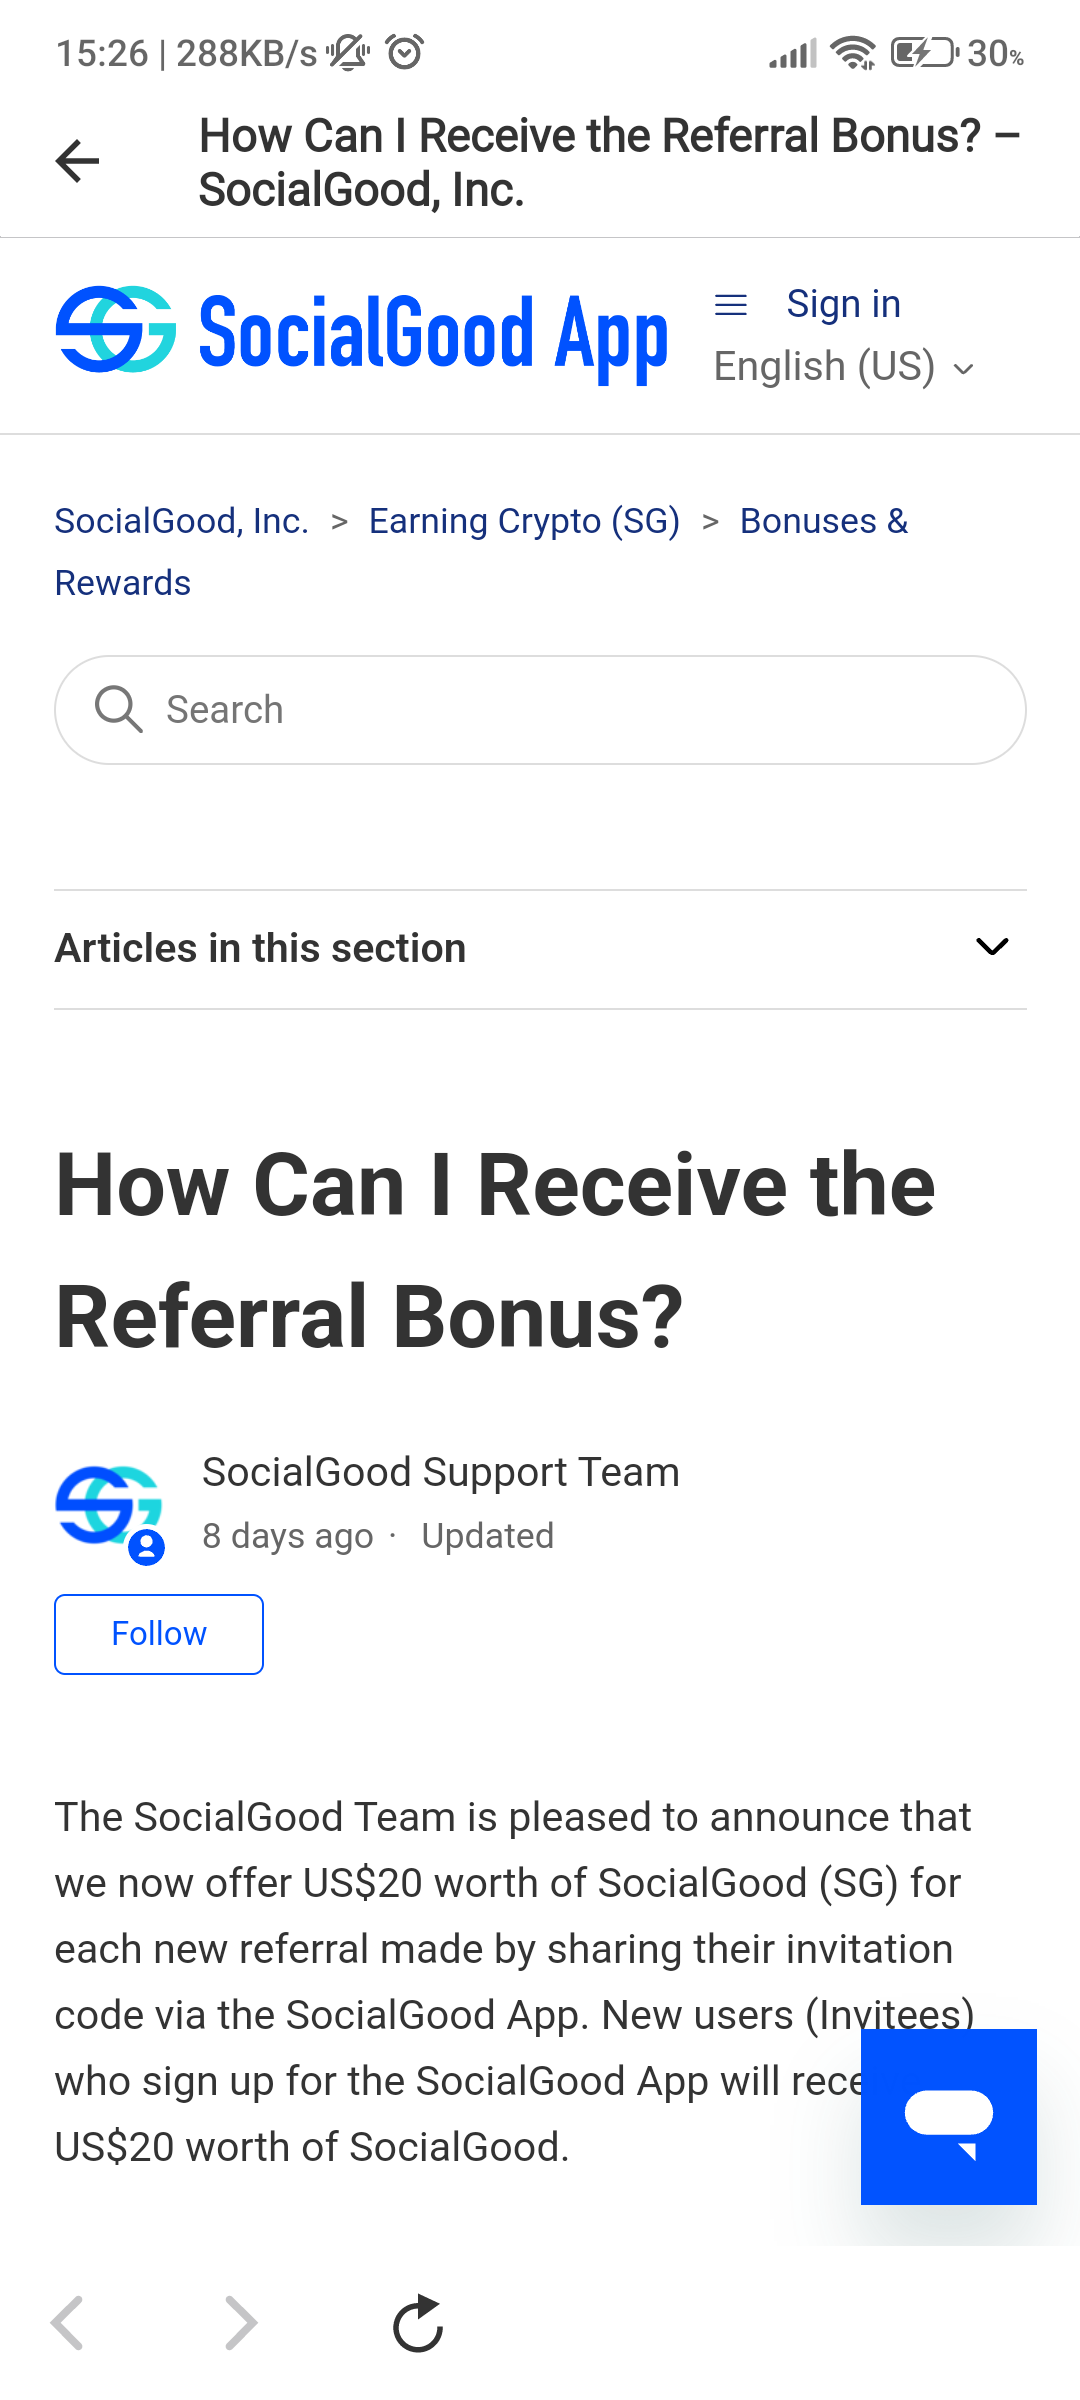 15:26 | 288KB/s 30%
How Can I Receive the Referral Bonus? –
SocialGood, Inc.
SocialGood App
Sign in
English (US)
SocialGood, Inc. > Earning Crypto (SG) > Bonuses &
Rewards
Search
Articles in this section
How Can I Receive the
Referral Bonus?
SocialGood Support Team
8 days ago · Updated
Follow
The SocialGood Team is pleased to announce that
we now offer US$20 worth of SocialGood (SG) for
each new referral made by sharing their invitation
code via the SocialGood App. New users (Invitees)
who sign up for the SocialGood App will
US$20 worth of SocialGood.